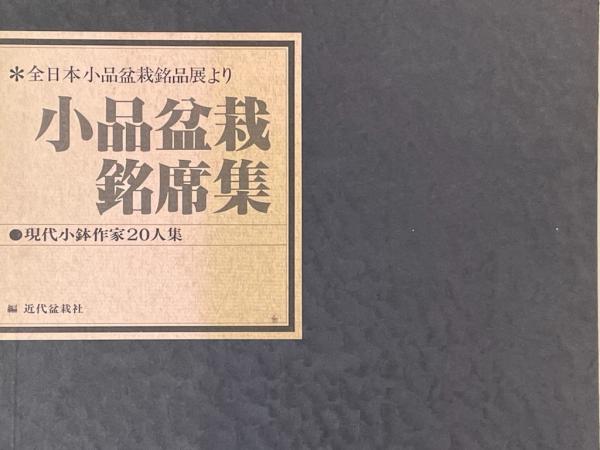 ＊全日本小品盆栽銘品展より
小品盆栽
銘席集
●現代小鉢作家20人集
編 近代盆栽社